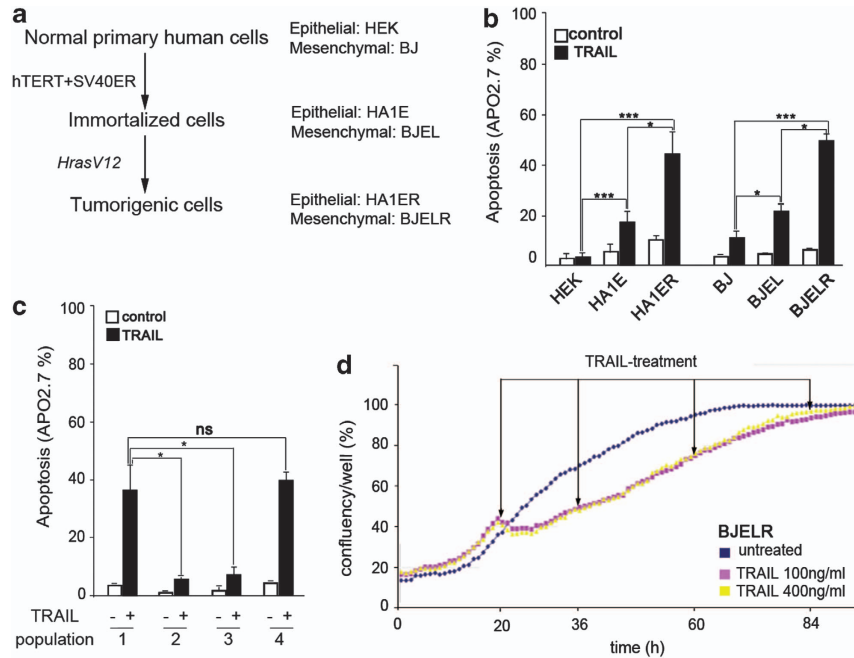 a
Normal primary human cells
Epithelial: HEK
Mesenchymal: BJ
hTERT+SV40ER
Immortalized cells
Epithelial: HA1E
Mesenchymal: BJEL
HrasV12
Tumorigenic cells
Epithelial: HA1ER
Mesenchymal: BJELR
b
control
TRAIL
Apoptosis (APO2.7 %)
100
80
60
40
20
0
***
*
***
***
*
*
HEK
HA1E
HA1ER
BJ
BJEL
BJELR
c
control
TRAIL
Apoptosis (APO2.7 %)
100
80
60
40
20
0
ns
*
*
TRAIL - + - + - + - +
population 1 2 3 4
d
TRAIL-treatment
confluency/well (%)
100
80
60
40
20
0
BJELR
untreated
TRAIL 100ng/ml
TRAIL 400ng/ml
0 20 36 60 84
time (h)